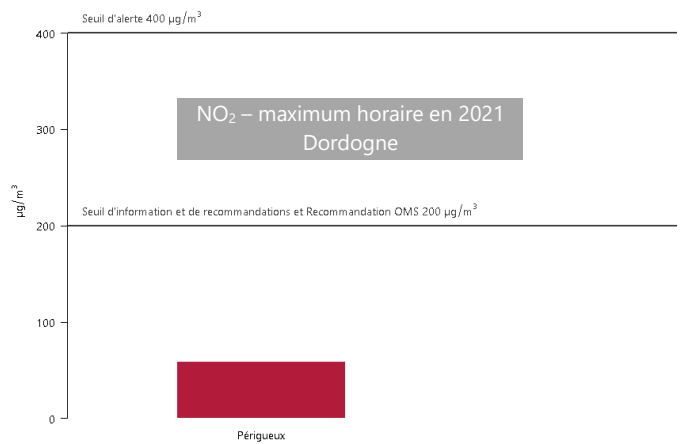 Seuil d'alerte 400 µg/m³
400
NO₂ – maximum horaire en 2021
Dordogne
300
µg/m³
Seuil d'information et de recommandations et Recommandation OMS 200 µg/m³
200
100
0
Périgueux